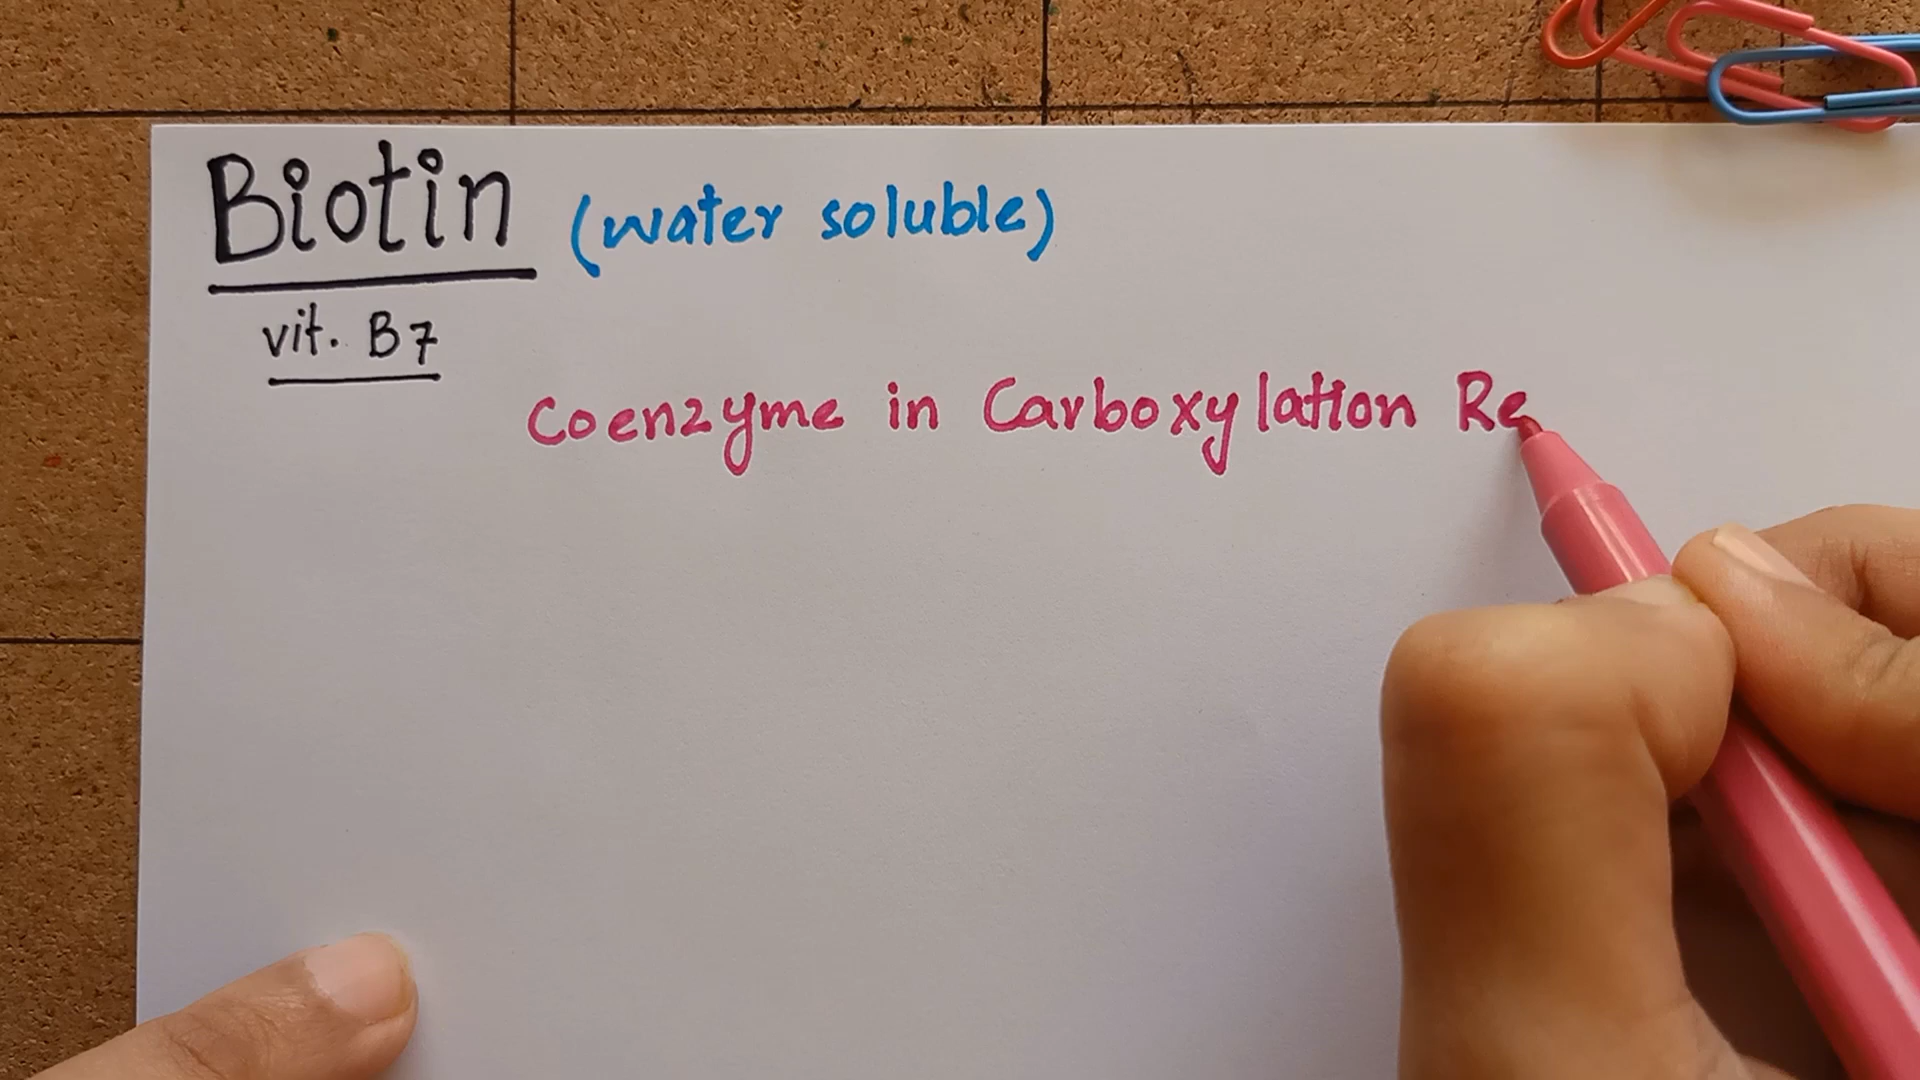 Biotin (water soluble)
vit. B7
Coenzyme in Carboxylation Re